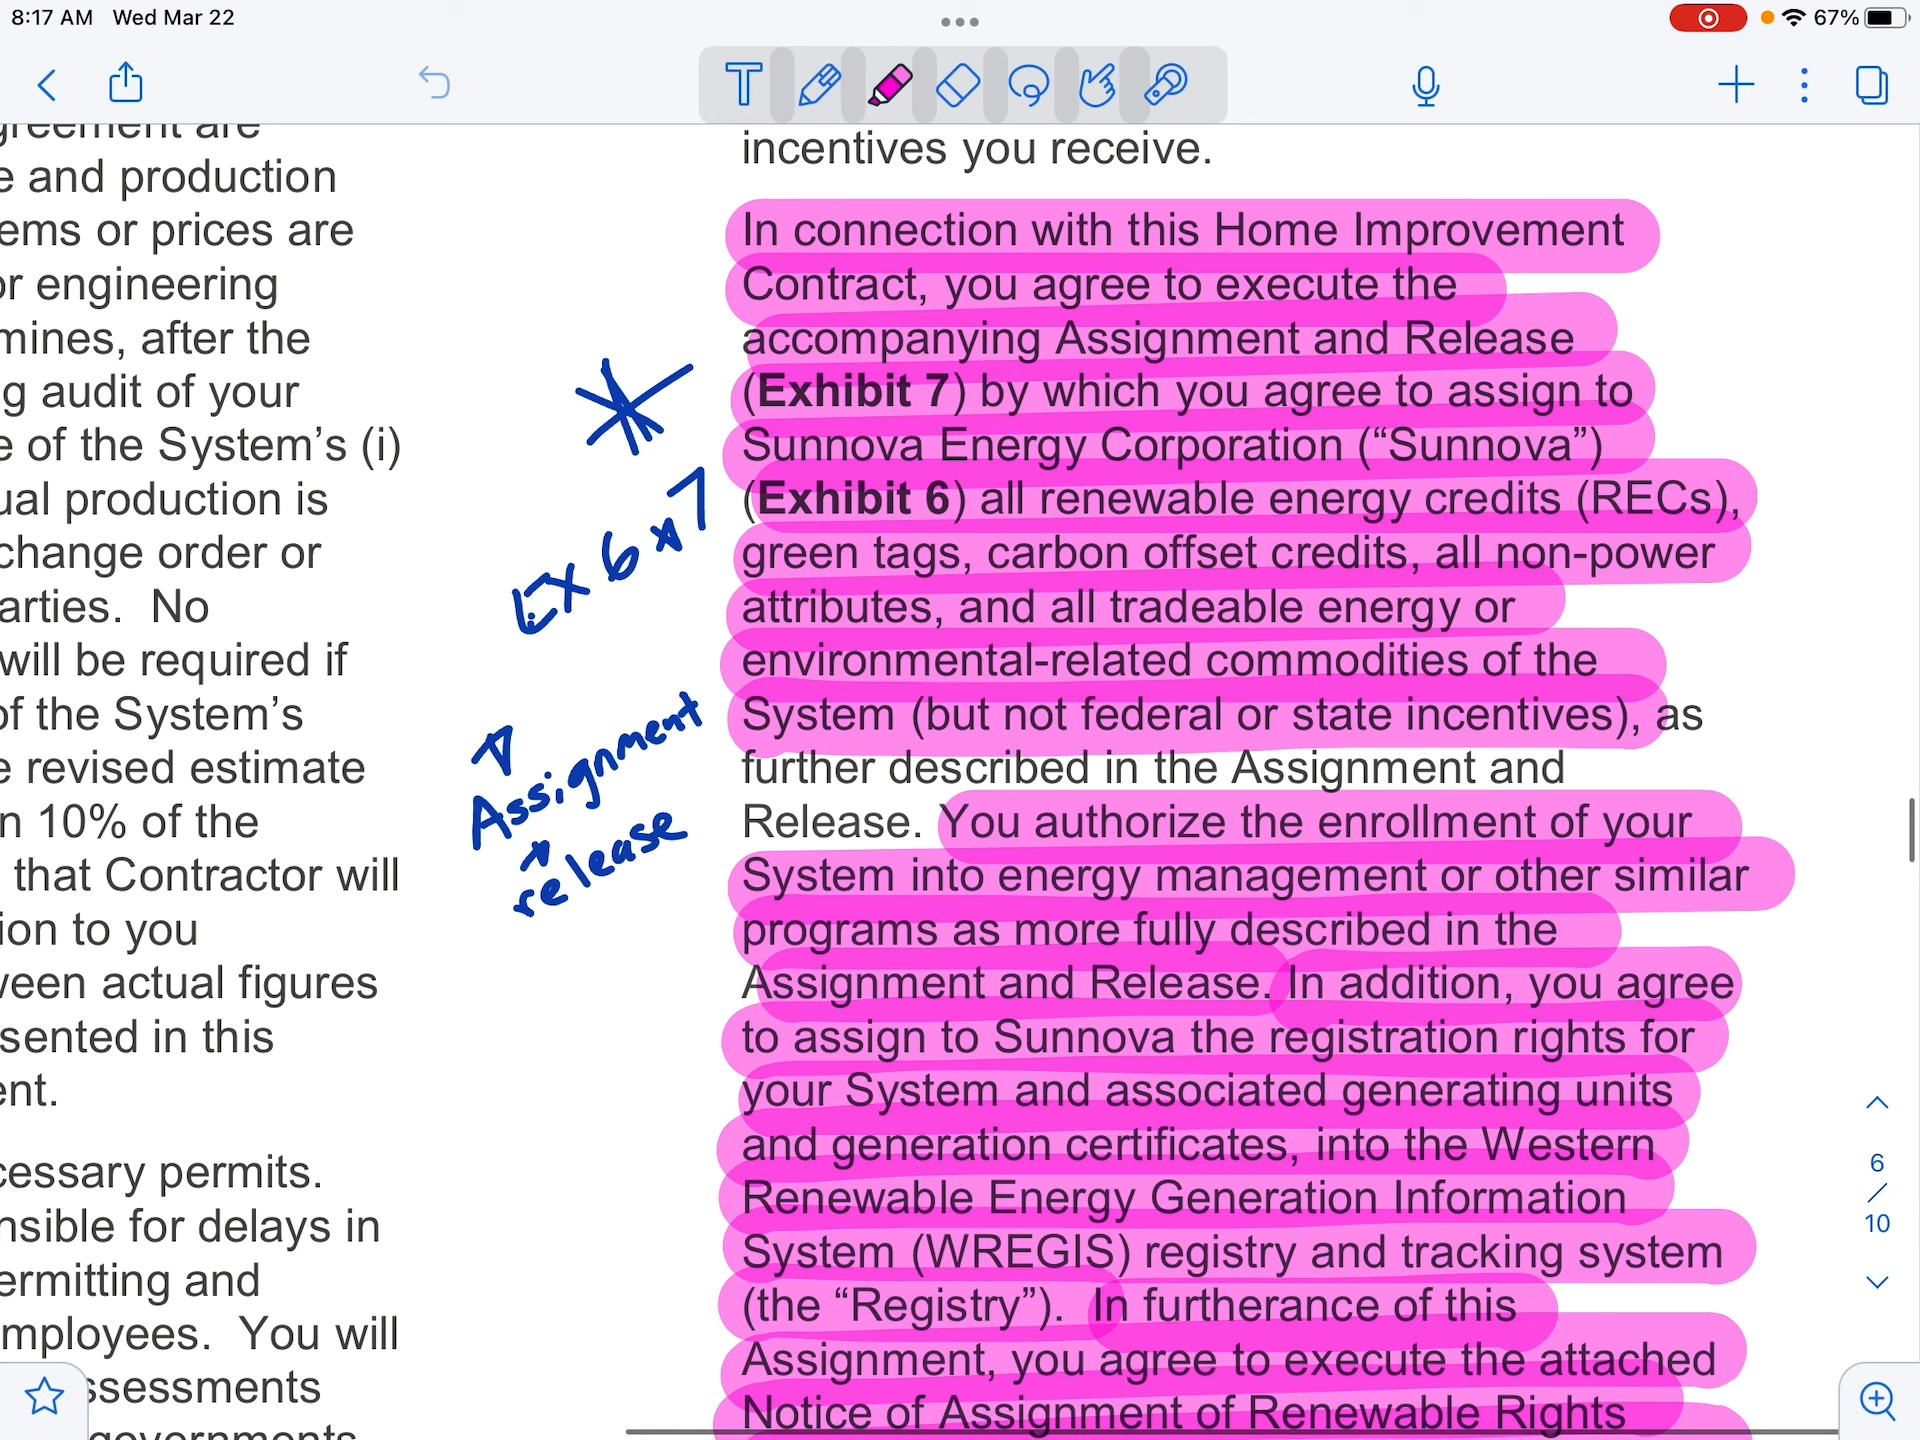 8:17 AM Wed Mar 22
67%
T
are
e and production
ems or prices are
or engineering
mines, after the
g audit of your
e of the System’s (i)
ual production is
change order or
arties. No
will be required if
of the System’s
e revised estimate
n 10% of the
that Contractor will
ion to you
ween actual figures
sented in this
ent.
cessary permits.
nsible for delays in
ermitting and
mployees. You will
ssessments
governments
Ex 6 + 7
Assignment
release
incentives you receive.
In connection with this Home Improvement
Contract, you agree to execute the
accompanying Assignment and Release
(Exhibit 7) by which you agree to assign to
Sunnova Energy Corporation (“Sunnova”)
(Exhibit 6) all renewable energy credits (RECs),
green tags, carbon offset credits, all non-power
attributes, and all tradeable energy or
environmental-related commodities of the
System (but not federal or state incentives), as
further described in the Assignment and
Release. You authorize the enrollment of your
System into energy management or other similar
programs as more fully described in the
Assignment and Release. In addition, you agree
to assign to Sunnova the registration rights for
your System and associated generating units
and generation certificates, into the Western
Renewable Energy Generation Information
System (WREGIS) registry and tracking system
(the “Registry”). In furtherance of this
Assignment, you agree to execute the attached
Notice of Assignment of Renewable Rights
6
/
10